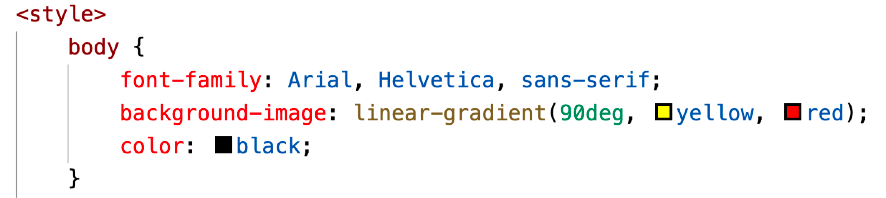 <style>
body {
font-family: Arial, Helvetica, sans-serif;
background-image: linear-gradient(90deg, yellow, red);
color: black;
}